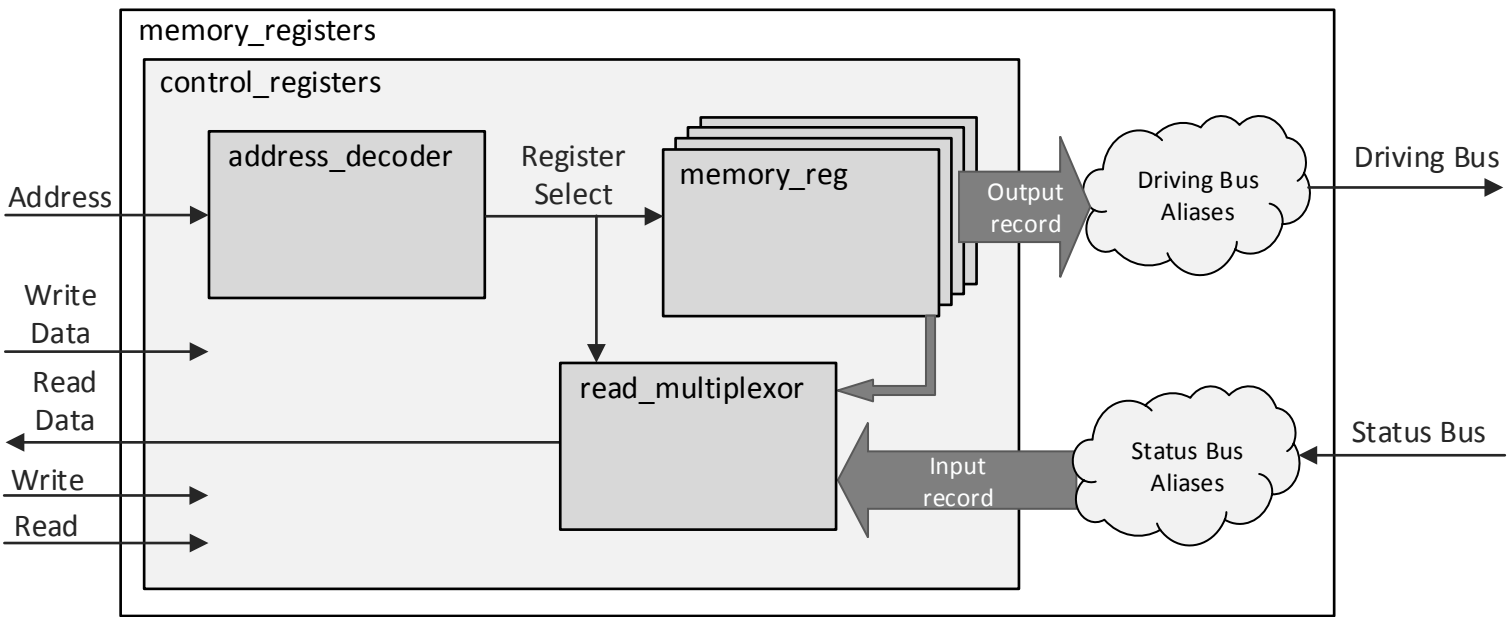 memory_registers
control_registers
address_decoder
Register
Select
memory_reg
Output
record
Driving Bus
Aliases
Driving Bus
Address
Write
Data
Read
Data
read_multiplexor
Input
record
Status Bus
Aliases
Status Bus
Write
Read